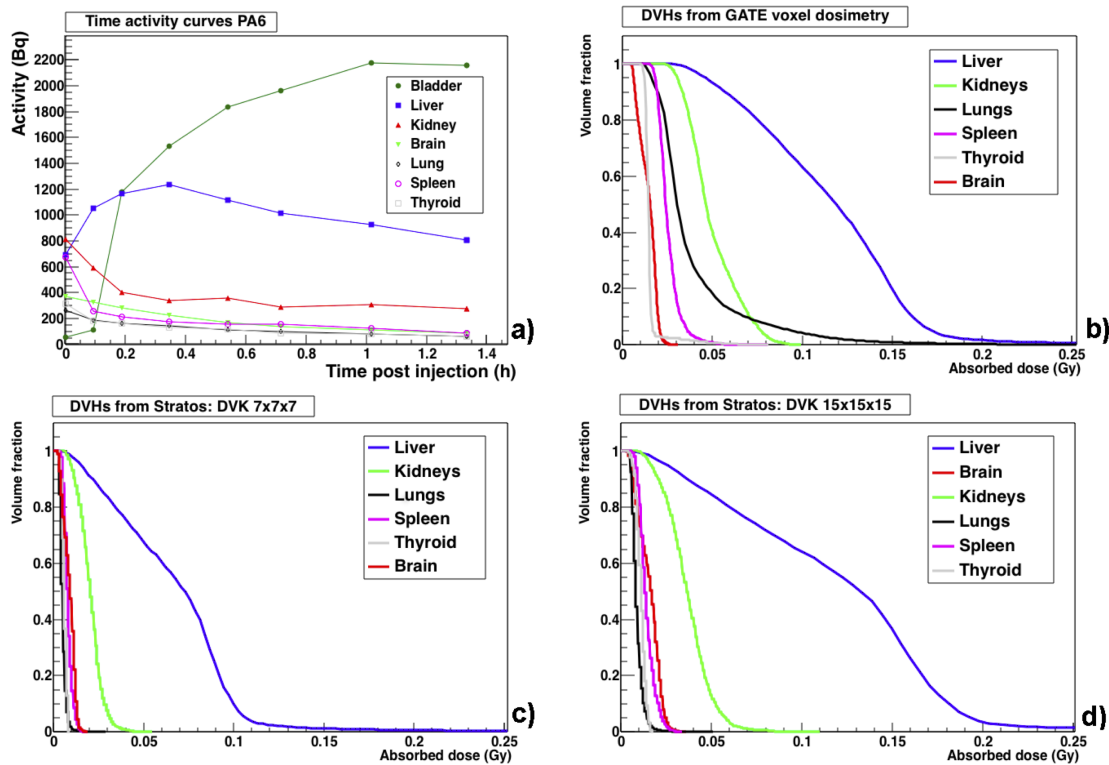 Time activity curves PA6
Activity (Bq)
2200
2000
1800
1600
1400
1200
1000
800
600
400
200
0
Bladder
Liver
Kidney
Brain
Lung
Spleen
Thyroid
0 0.2 0.4 0.6 0.8 1 1.2 1.4
Time post injection (h)
a)
DVHs from GATE voxel dosimetry
Volume fraction
1
0.8
0.6
0.4
0.2
0
Liver
Kidneys
Lungs
Spleen
Thyroid
Brain
0 0.05 0.1 0.15 0.2 0.25
Absorbed dose (Gy)
b)
DVHs from Stratos: DVK 7x7x7
Volume fraction
1
0.8
0.6
0.4
0.2
0
Liver
Kidneys
Lungs
Spleen
Thyroid
Brain
0 0.05 0.1 0.15 0.2 0.25
Absorbed dose (Gy)
c)
DVHs from Stratos: DVK 15x15x15
Volume fraction
1
0.8
0.6
0.4
0.2
0
Liver
Brain
Kidneys
Lungs
Spleen
Thyroid
0 0.05 0.1 0.15 0.2 0.25
Absorbed dose (Gy)
d)